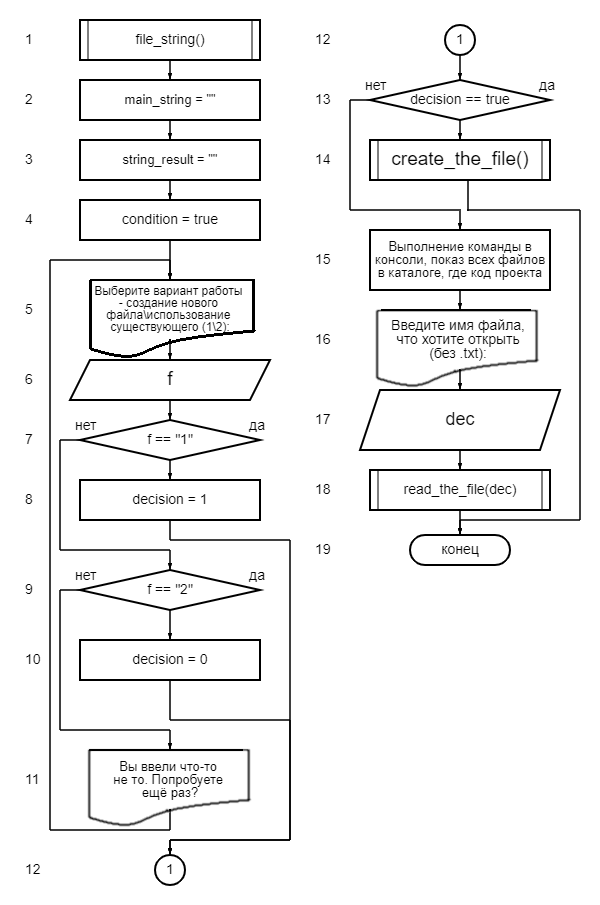 1
file_string()
2
main_string = ""
3
string_result = ""
4
condition = true
5
Выберите вариант работы
- создание нового
файла\использование
существующего (1\2):
6
f
7
нет
да
f == "1"
8
decision = 1
9
нет
да
f == "2"
10
decision = 0
11
Вы ввели что-то
не то. Попробуете
ещё раз?
12
1
12
1
13
нет
да
decision == true
14
create_the_file()
15
Выполнение команды в
консоли, показ всех файлов
в каталоге, где код проекта
16
Введите имя файла,
что хотите открыть
(без .txt):
17
dec
18
read_the_file(dec)
19
конец